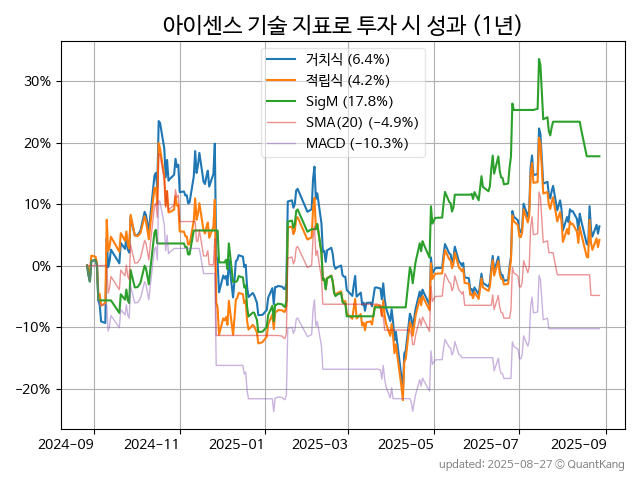 아이센스 기술 지표로 투자 시 성과 (1년)
거치식 (6.4%)
적립식 (4.2%)
SigM (17.8%)
SMA(20) (−4.9%)
MACD (−10.3%)
30%
20%
10%
0%
−10%
−20%
2024-09 2024-11 2025-01 2025-03 2025-05 2025-07 2025-09
updated: 2025-08-27 ⓒ QuantKang